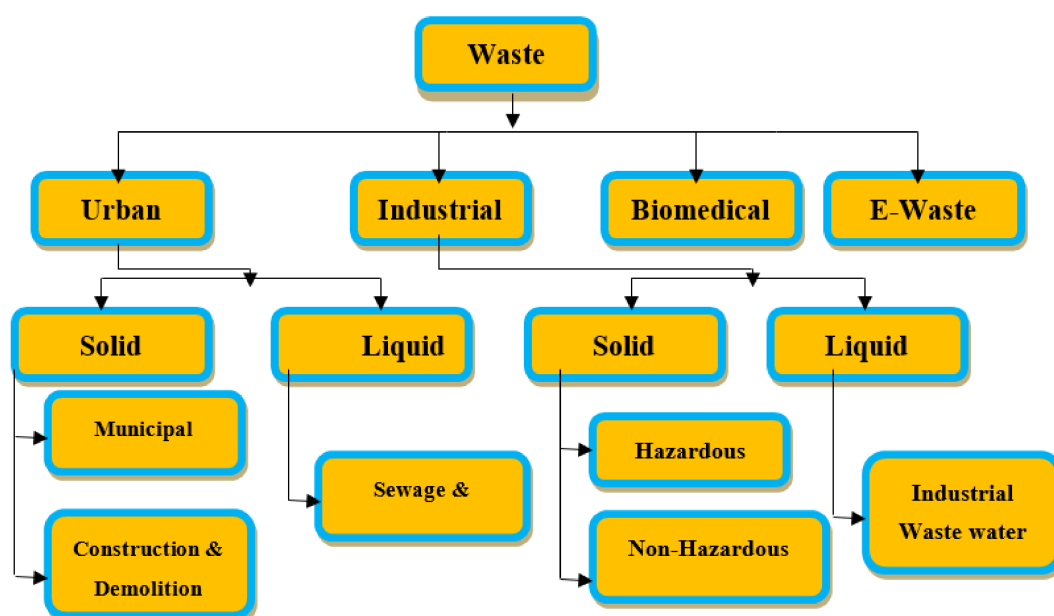 Waste
Urban
Industrial
Biomedical
E-Waste
Solid
Liquid
Solid
Liquid
Municipal
Construction &
Demolition
Sewage &
Hazardous
Non-Hazardous
Industrial
Waste water